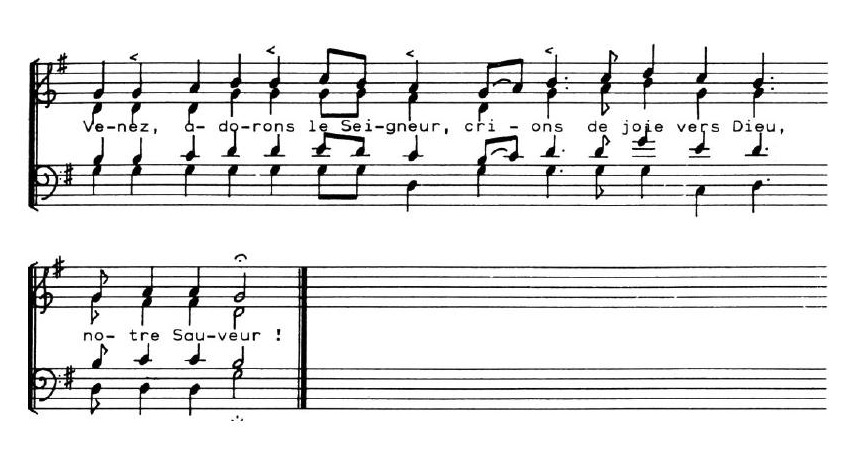 Ve-nez, a-do-rons le Sei-gneur, cri - ons de joie vers Dieu,
no- tre Sau-veur !